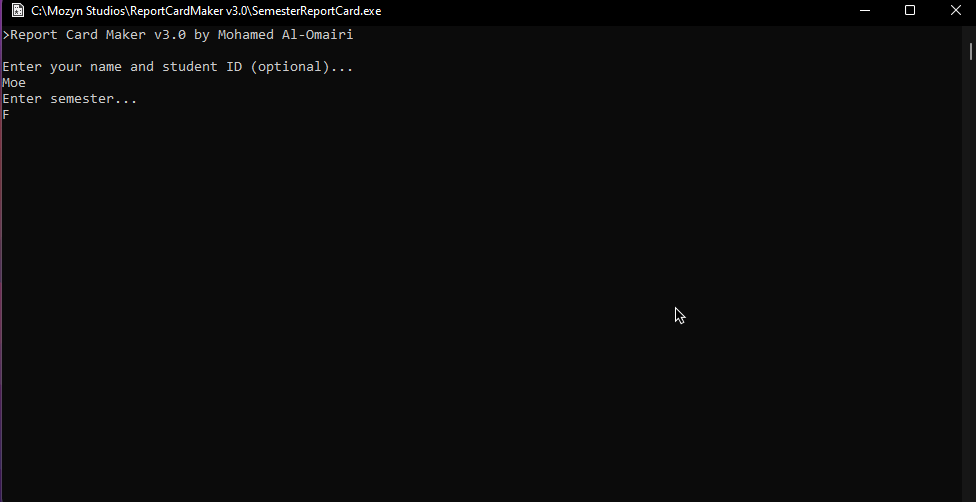 C:\Mozyn Studios\ReportCardMaker v3.0\SemesterReportCard.exe
>Report Card Maker v3.0 by Mohamed Al-Omairi
Enter your name and student ID (optional)...
Moe
Enter semester...
F